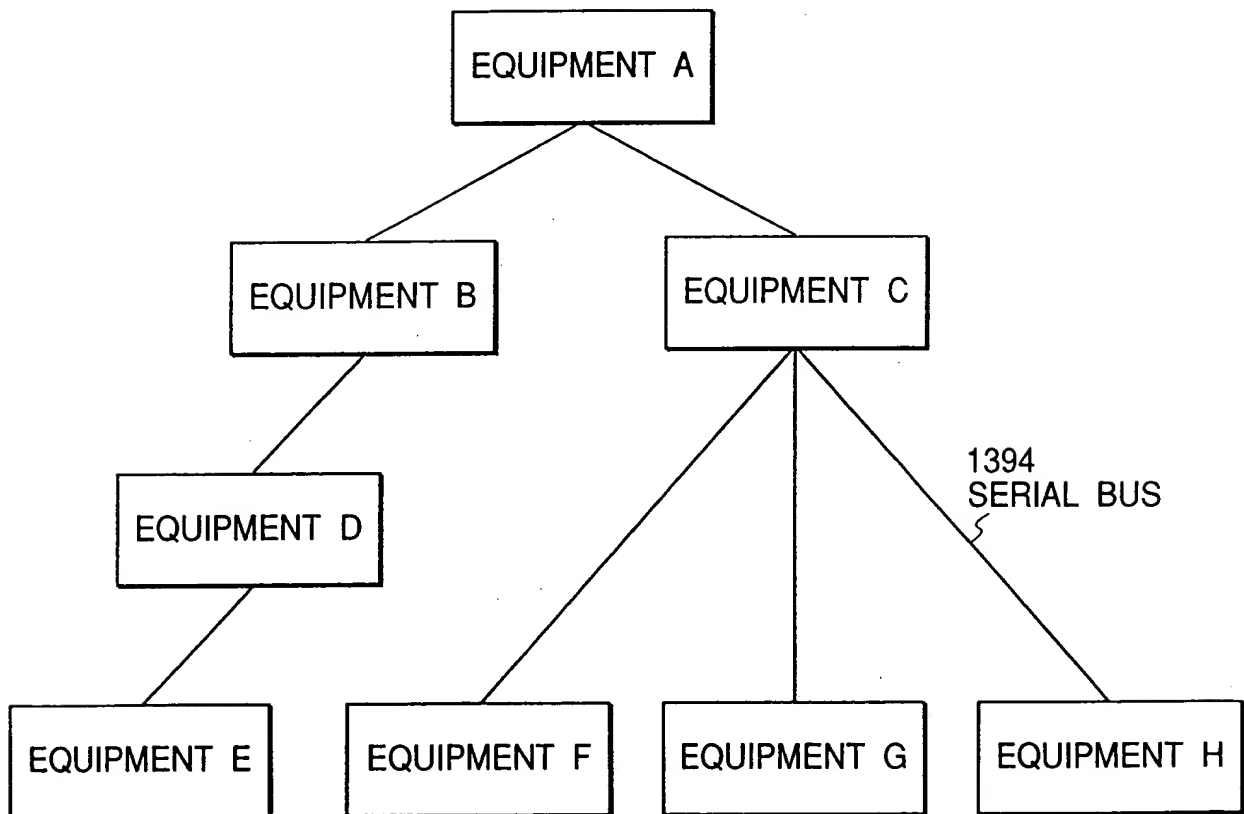 EQUIPMENT A
EQUIPMENT B
EQUIPMENT C
1394
SERIAL BUS
EQUIPMENT D
EQUIPMENT E
EQUIPMENT F
EQUIPMENT G
EQUIPMENT H